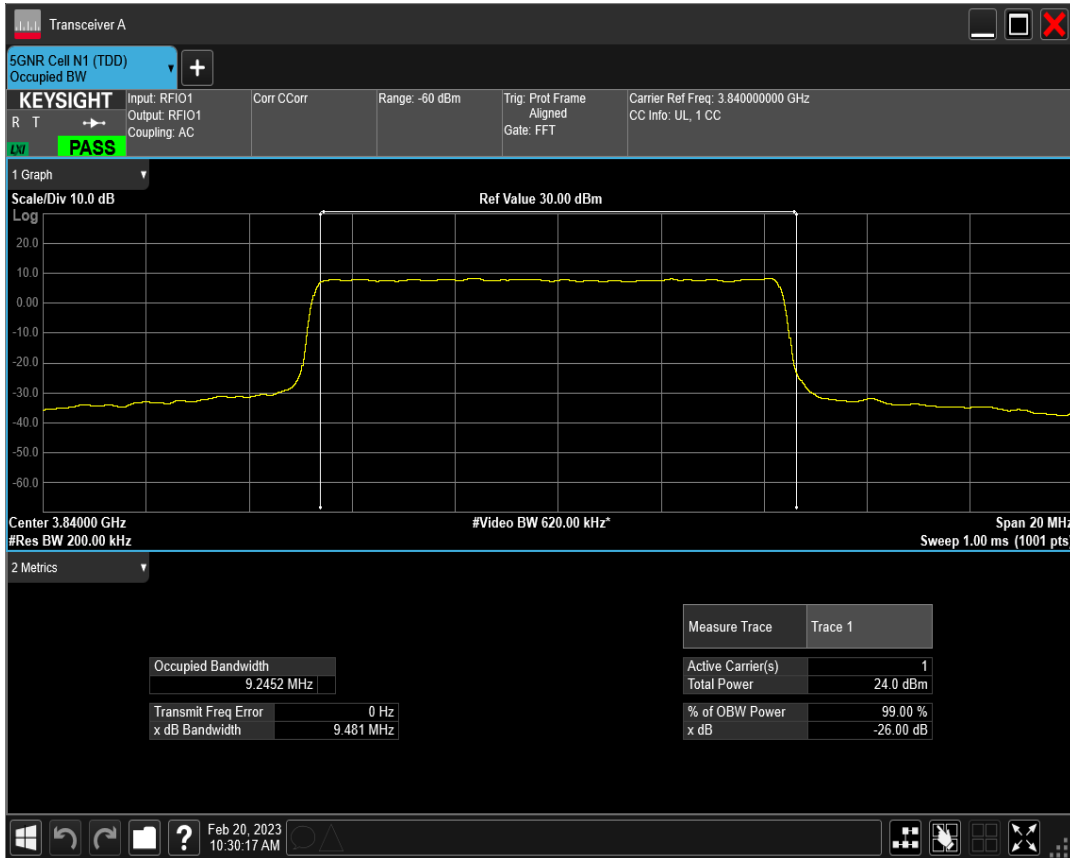 Transceiver A
5GNR Cell N1 (TDD)
Occupied BW
+
KEYSIGHT
R T
LXI PASS
Input: RFIO1
Output: RFIO1
Coupling: AC
Corr CCorr
Range: -60 dBm
Trig: Prot Frame
Aligned
Gate: FFT
Carrier Ref Freq: 3.840000000 GHz
CC Info: UL, 1 CC
1 Graph
Scale/Div 10.0 dB
Ref Value 30.00 dBm
Log
20.0
10.0
0.00
-10.0
-20.0
-30.0
-40.0
-50.0
-60.0
Center 3.84000 GHz
#Video BW 620.00 kHz*
Span 20 MHz
#Res BW 200.00 kHz
Sweep 1.00 ms (1001 pts)
2 Metrics
Measure Trace Trace 1
Occupied Bandwidth
9.2452 MHz
Active Carrier(s) 1
Total Power 24.0 dBm
Transmit Freq Error 0 Hz
x dB Bandwidth 9.481 MHz
% of OBW Power 99.00 %
x dB -26.00 dB
?
Feb 20, 2023
10:30:17 AM